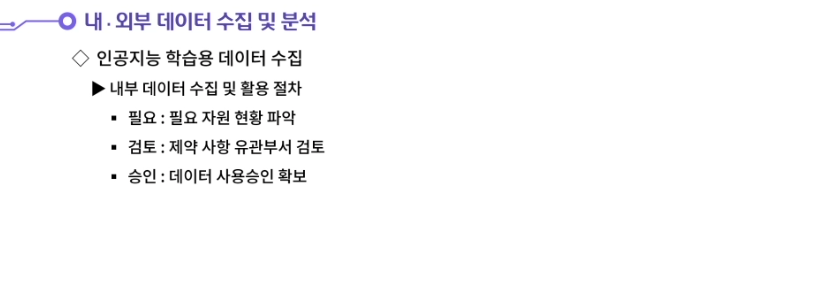 내 · 외부 데이터 수집 및 분석
◇ 인공지능 학습용 데이터 수집
▶ 내부 데이터 수집 및 활용 절차
▪ 필요 : 필요 자원 현황 파악
▪ 검토 : 제약 사항 유관부서 검토
▪ 승인 : 데이터 사용승인 확보